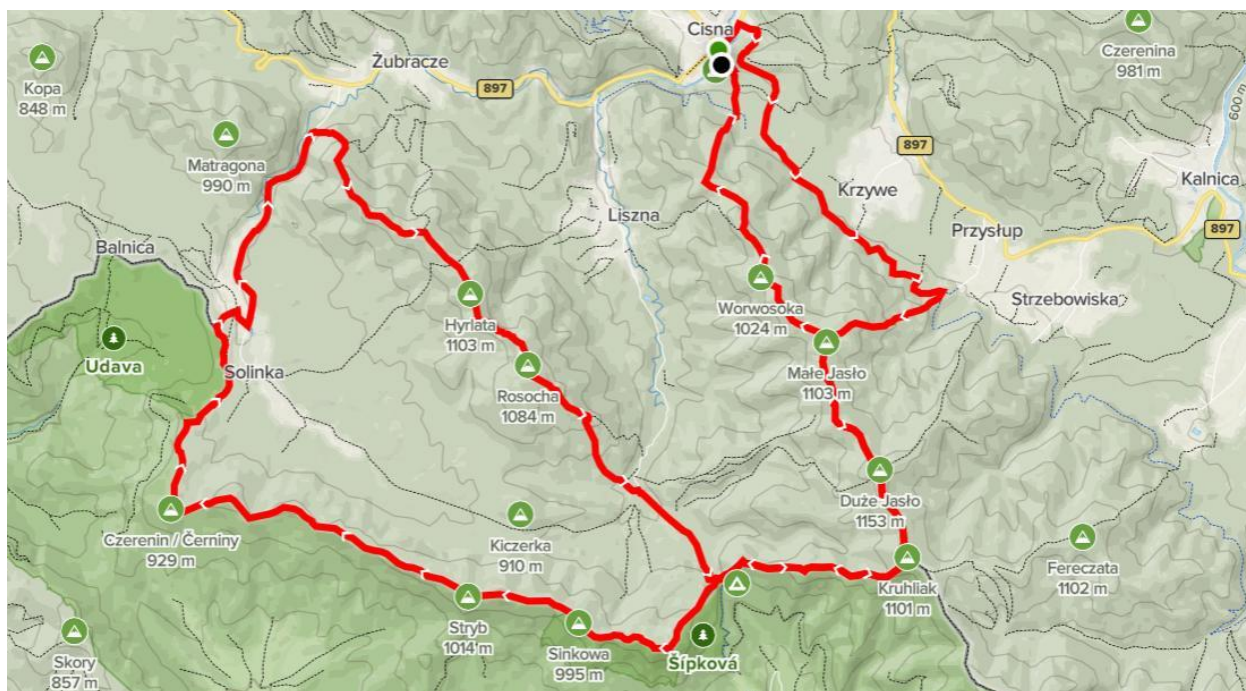 Cisna
Czerenina
981 m
Kopa
848 m
Żubracze
897
600 m
Matragona
990 m
897
Krzywe
Kalnica
Liszna
Przysłup
897
Balnica
Worwosoka
1024 m
Strzebowiska
Hyrlata
1103 m
Udava
Solinka
Małe Jasło
1103 m
Rosocha
1084 m
Duże Jasło
1153 m
Czerenin / Černiny
929 m
Kiczerka
910 m
Fereczata
1102 m
Kruhliak
1101 m
Stryb
1014 m
Sinkowa
995 m
Šípková
Skory
857 m